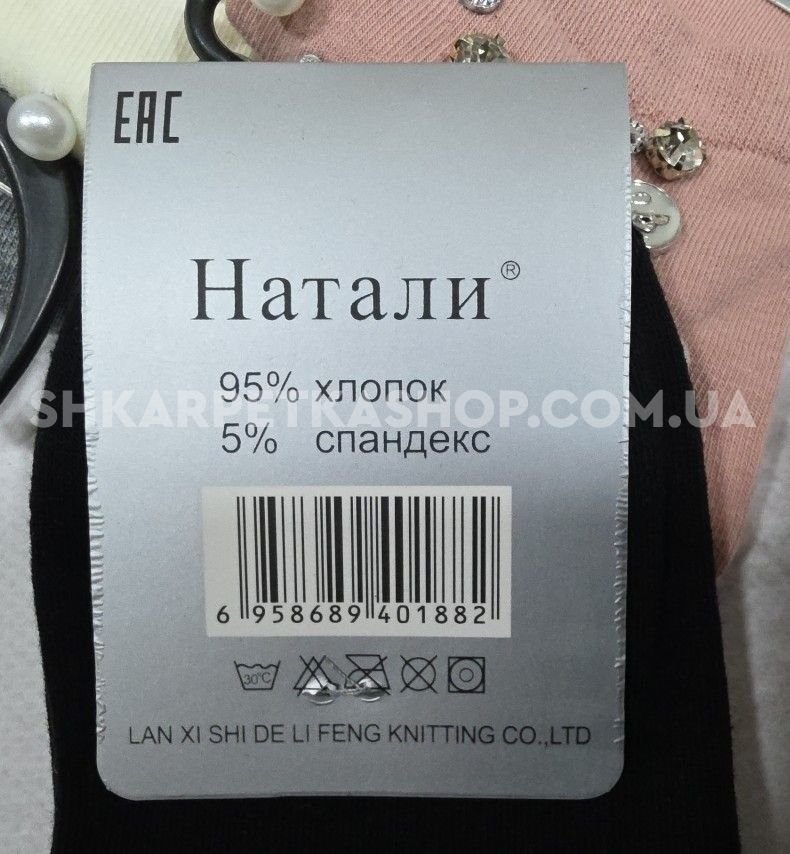 EAC
Натали®
95% хлопок
SHKARPETKASHOP.COM.UA
5% спандекс
6 958689 401882
30°C
LAN XI SHI DE LI FENG KNITTING CO.,LTD